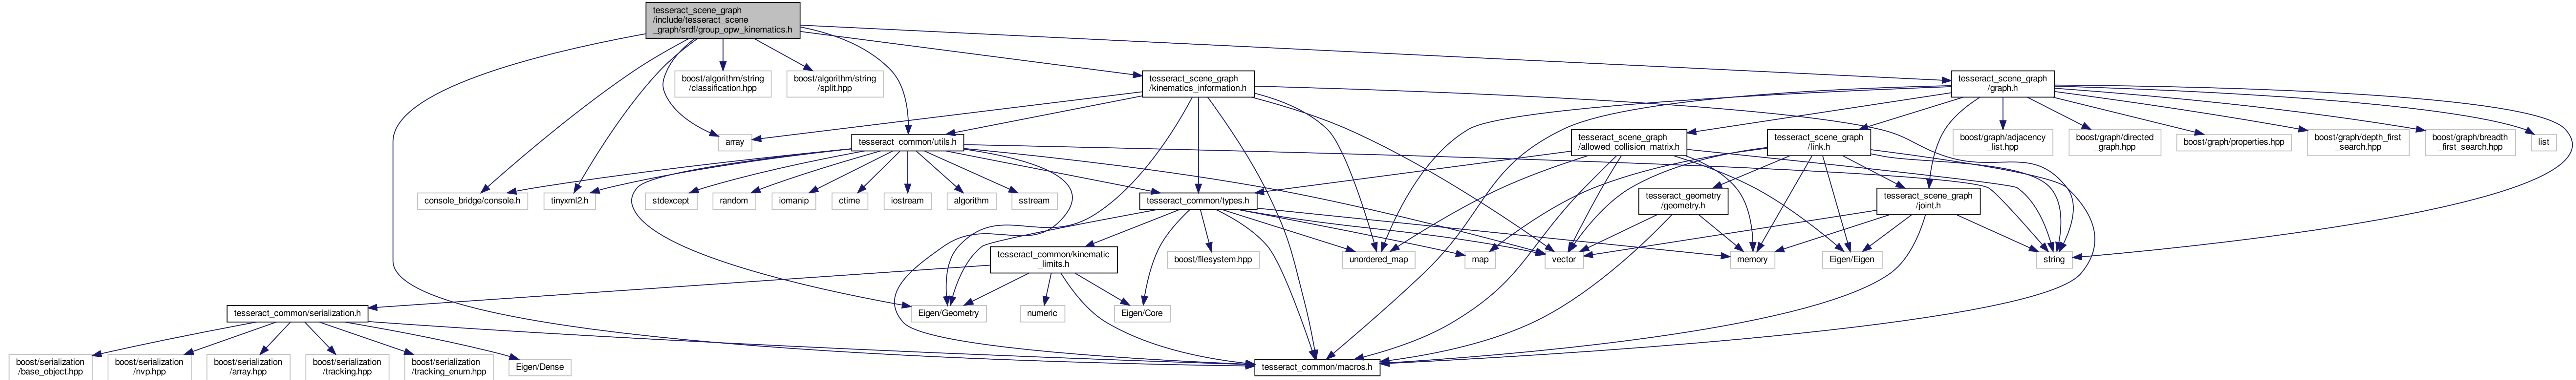 tesseract_scene_graph
/include/tesseract_scene
_graph/srdf/group_opw_kinematics.h
boost/algorithm/string
/classification.hpp
boost/algorithm/string
/split.hpp
tesseract_scene_graph
/kinematics_information.h
tesseract_scene_graph
/graph.h
array
tesseract_common/utils.h
tesseract_scene_graph
/allowed_collision_matrix.h
tesseract_scene_graph
/link.h
boost/graph/adjacency
_list.hpp
boost/graph/directed
_graph.hpp
boost/graph/properties.hpp
boost/graph/depth_first
_search.hpp
boost/graph/breadth
_first_search.hpp
list
console_bridge/console.h
tinyxml2.h
stdexcept
random
iomanip
ctime
iostream
algorithm
sstream
tesseract_common/types.h
tesseract_geometry
/geometry.h
tesseract_scene_graph
/joint.h
tesseract_common/kinematic
_limits.h
boost/filesystem.hpp
unordered_map
map
vector
memory
Eigen/Eigen
string
tesseract_common/serialization.h
Eigen/Geometry
numeric
Eigen/Core
boost/serialization
/base_object.hpp
boost/serialization
/nvp.hpp
boost/serialization
/array.hpp
boost/serialization
/tracking.hpp
boost/serialization
/tracking_enum.hpp
Eigen/Dense
tesseract_common/macros.h